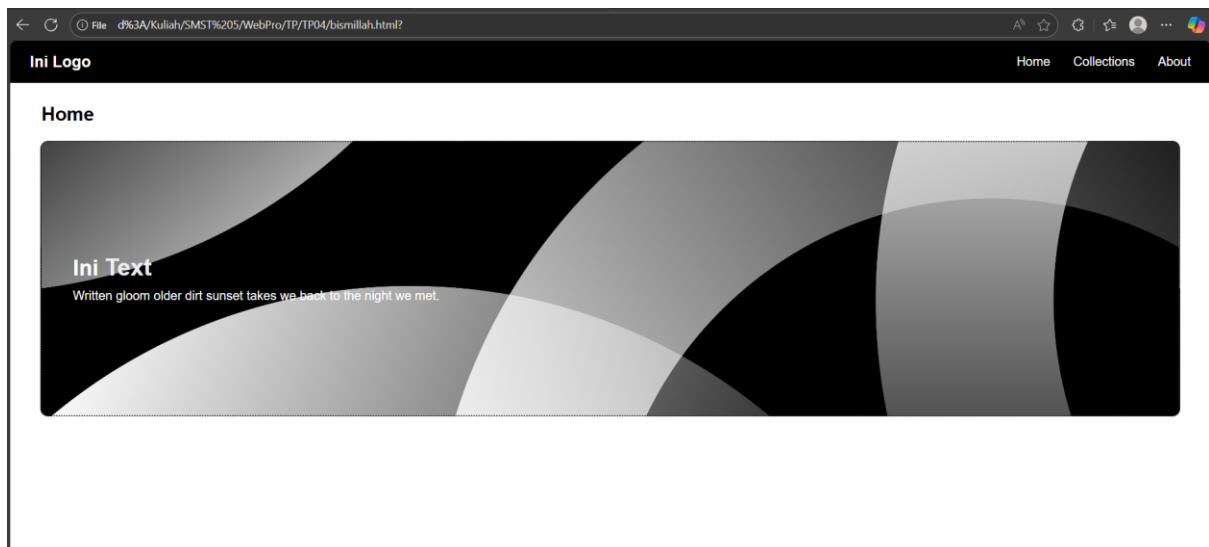 File d%3A/Kuliah/SMST%205/WebPro/TP/TP04/bismillah.html?
Ini Logo
Home Collections About
Home
Ini Text
Written gloom older dirt sunset takes we back to the night we met.